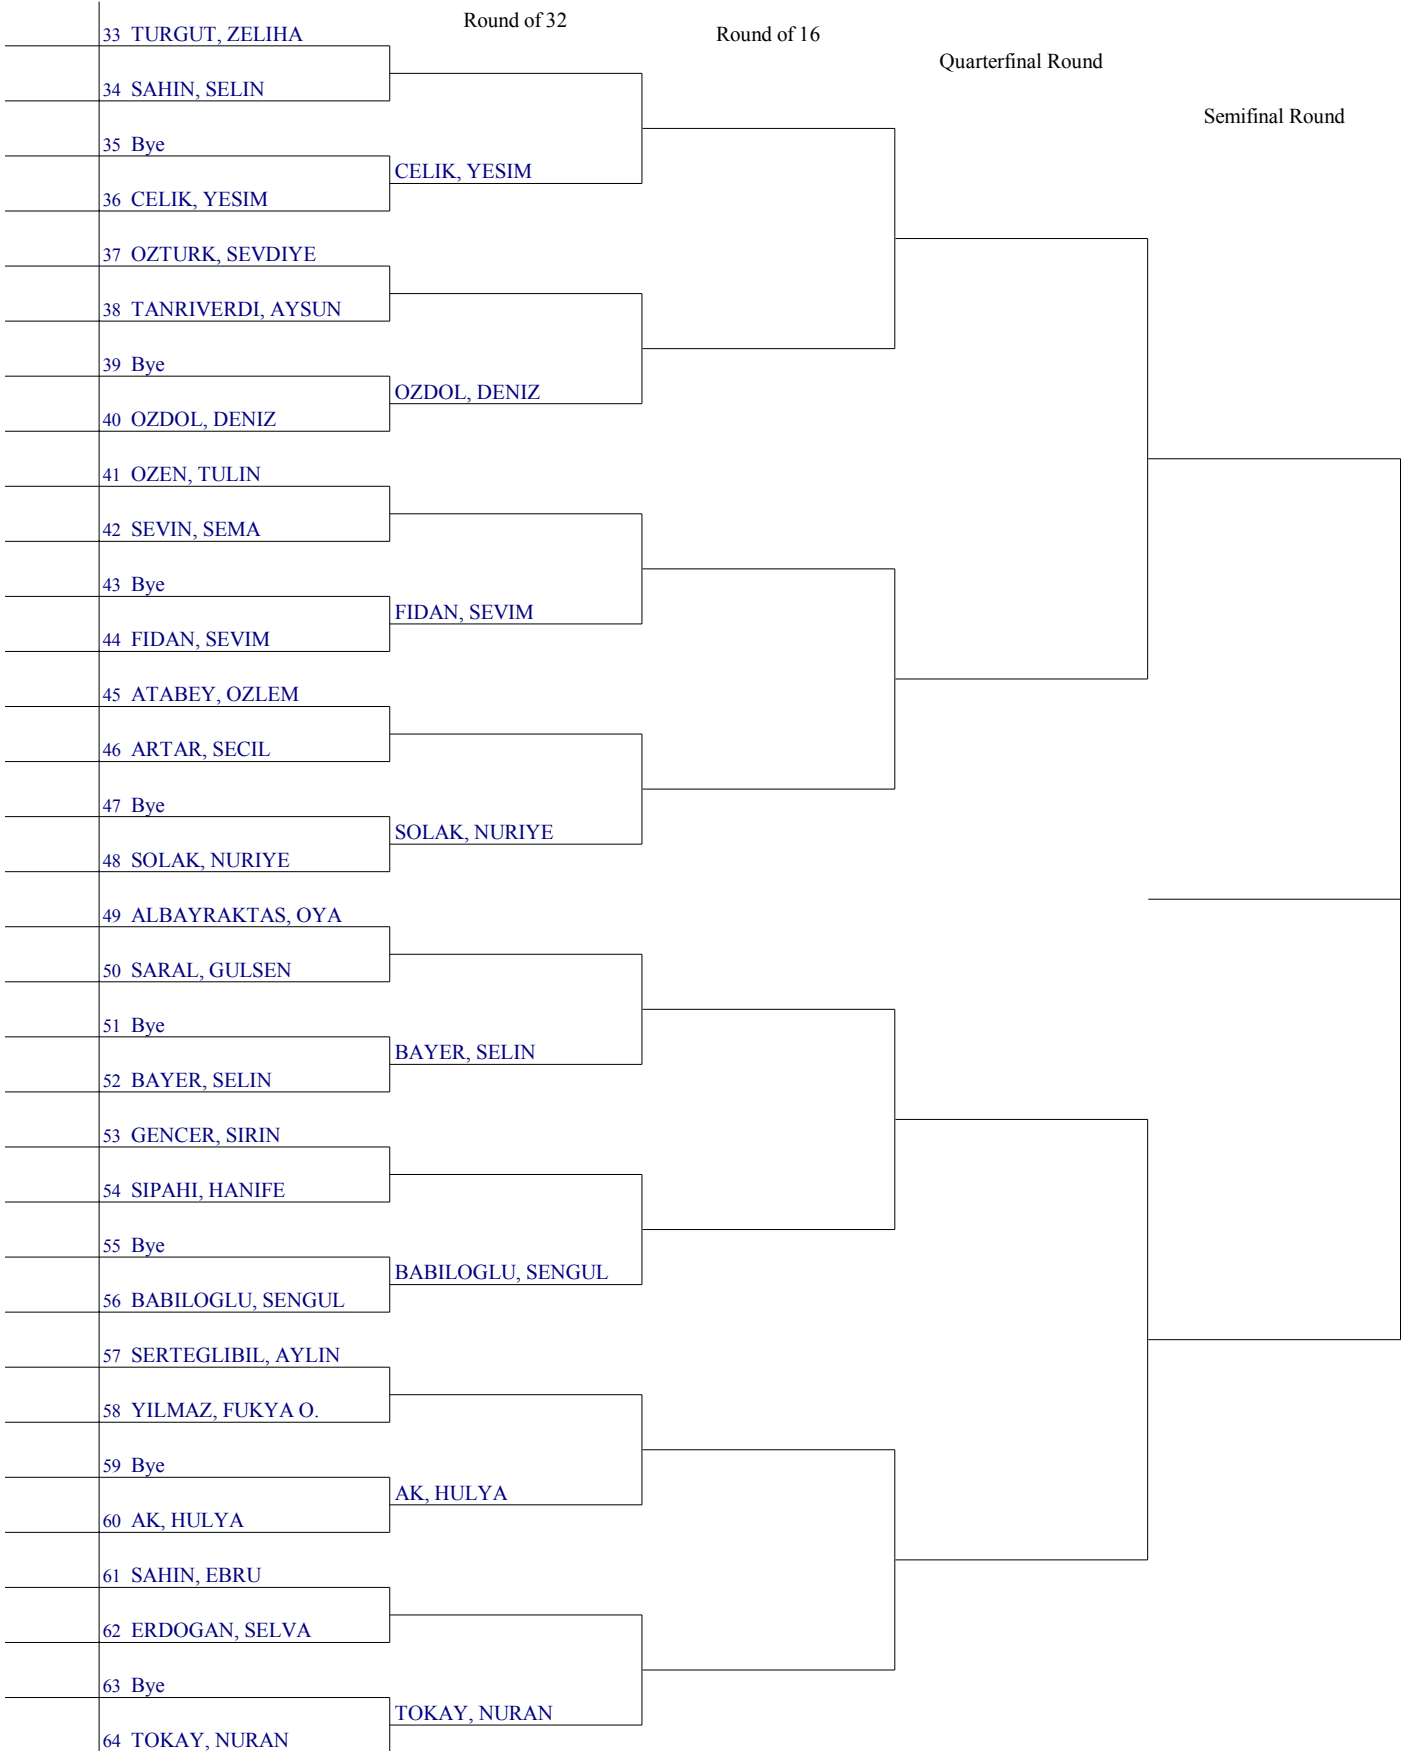 Round of 32
Round of 16
Quarterfinal Round
Semifinal Round
33 TURGUT, ZELIHA
34 SAHIN, SELIN
35 Bye
CELIK, YESIM
36 CELIK, YESIM
37 OZTURK, SEVDIYE
38 TANRIVERDI, AYSUN
39 Bye
OZDOL, DENIZ
40 OZDOL, DENIZ
41 OZEN, TULIN
42 SEVIN, SEMA
43 Bye
FIDAN, SEVIM
44 FIDAN, SEVIM
45 ATABEY, OZLEM
46 ARTAR, SECIL
47 Bye
SOLAK, NURIYE
48 SOLAK, NURIYE
49 ALBAYRAKTAS, OYA
50 SARAL, GULSEN
51 Bye
BAYER, SELIN
52 BAYER, SELIN
53 GENCER, SIRIN
54 SIPAHI, HANIFE
55 Bye
BABILOGLU, SENGUL
56 BABILOGLU, SENGUL
57 SERTEGLIBIL, AYLIN
58 YILMAZ, FUKYA O.
59 Bye
AK, HULYA
60 AK, HULYA
61 SAHIN, EBRU
62 ERDOGAN, SELVA
63 Bye
TOKAY, NURAN
64 TOKAY, NURAN